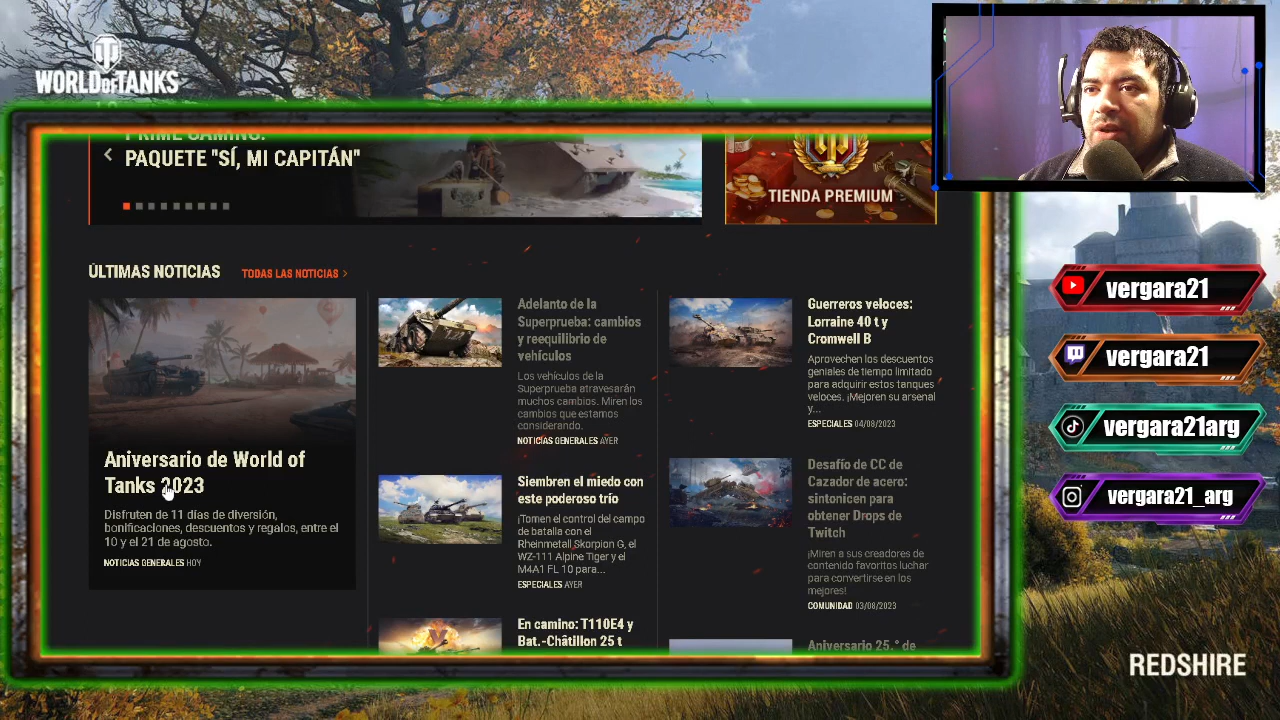 WORLD OF TANKS
PRIME GAMING:
PAQUETE "SÍ, MI CAPITÁN"
TIENDA PREMIUM
ÚLTIMAS NOTICIAS
TODAS LAS NOTICIAS >
Aniversario de World of
Tanks 2023
Disfruten de 11 días de diversión,
bonificaciones, descuentos y regalos, entre el
10 y el 21 de agosto.
NOTICIAS GENERALES HOY
Adelanto de la
Superprueba: cambios
y reequilibrio de
vehículos
Los vehículos de la
Superprueba atravesarán
muchos cambios. Miren los
cambios que estamos
considerando.
NOTICIAS GENERALES AYER
Siembren el miedo con
este poderoso trío
¡Tomen el control del campo
de batalla con el
Rheinmetall Skorpion G, el
WZ-111 Alpine Tiger y el
M4A1 FL 10 para...
ESPECIALES AYER
En camino: T110E4 y
Bat.-Châtillon 25 t
Guerreros veloces:
Lorraine 40 t y
Cromwell B
Aprovechen los descuentos
geniales de tiempo limitado
para adquirir estos tanques
veloces. ¡Mejoren su arsenal
y...
ESPECIALES 04/08/2023
Desafío de CC de
Cazador de acero:
sintonicen para
obtener Drops de
Twitch
¡Miren a sus creadores de
contenido favoritos luchar
para convertirse en los
mejores!
COMUNIDAD 03/08/2023
Aniversario 25.° de
vergara21
vergara21
vergara21arg
vergara21_arg
REDSHIRE